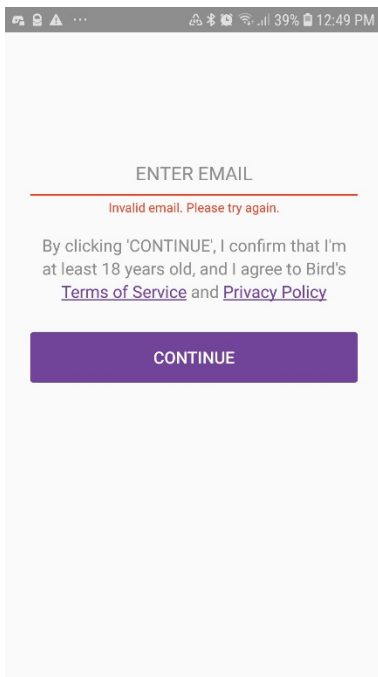 39% 12:49 PM
ENTER EMAIL
Invalid email. Please try again.
By clicking 'CONTINUE', I confirm that I'm
at least 18 years old, and I agree to Bird's
Terms of Service and Privacy Policy
CONTINUE